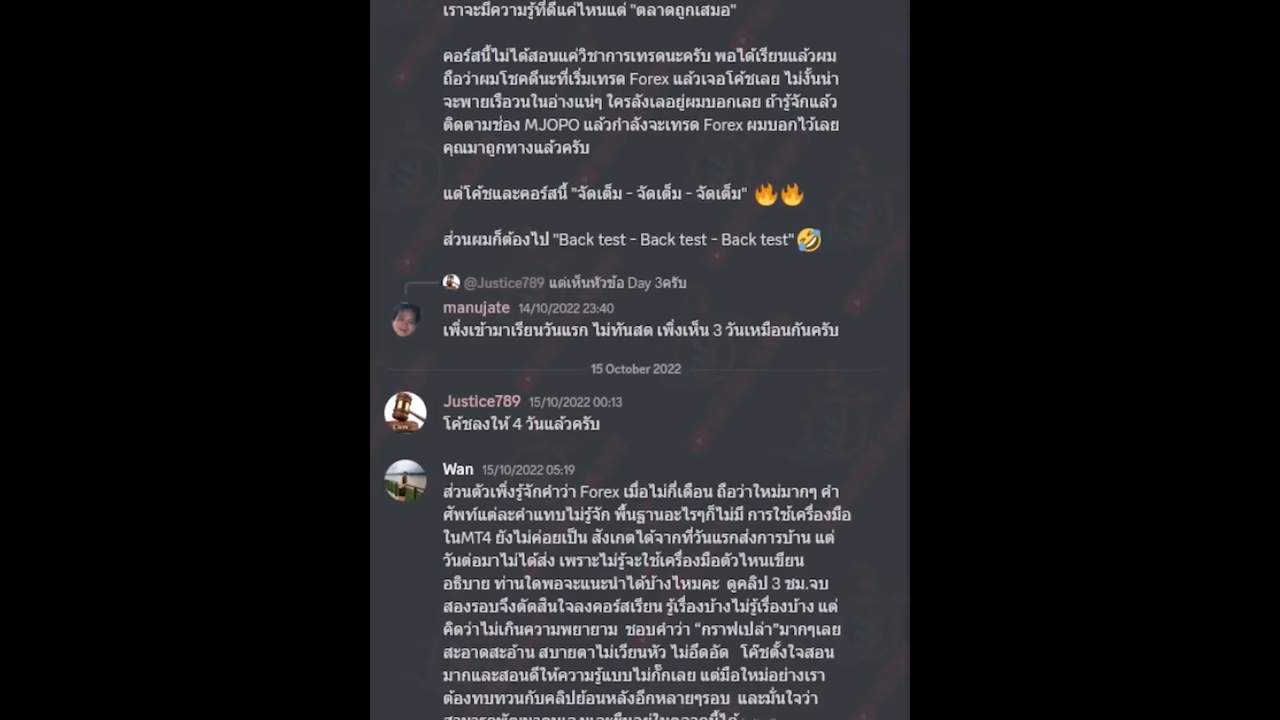 เราจะมีความรู้ที่ดีแค่ไหนแต่ "ตลาดถูกเสมอ"
คอร์สนี้ไม่ได้สอนแค่วิชาการเทรดนะครับ พอได้เรียนแล้วผม
ถือว่าผมโชคดีนะที่เริ่มเทรด Forex แล้วเจอโค้ชเลย ไม่งั้นน่า
จะพายเรือวนในอ่างแน่ๆ ใครลังเลอยู่ผมบอกเลย ถ้ารู้จักแล้ว
ติดตามช่อง MJOPO แล้วกำลังจะเทรด Forex ผมบอกไว้เลย
คุณมาถูกทางแล้วครับ
แด่โค้ชและคอร์สนี้ "จัดเต็ม - จัดเต็ม - จัดเต็ม" 🔥🔥
ส่วนผมก็ต้องไป "Back test - Back test - Back test"🤣
@Justice789 แต่เห็นหัวข้อ Day 3ครับ
manujate 14/10/2022 23:40
เพิ่งเข้ามาเรียนวันแรก ไม่ทันสด เพิ่งเห็น 3 วันเหมือนกันครับ
15 October 2022
Justice789 15/10/2022 00:13
โค้ชลงให้ 4 วันแล้วครับ
Wan 15/10/2022 05:19
ส่วนตัวเพิ่งรู้จักคำว่า Forex เมื่อไม่กี่เดือน ถือว่าใหม่มากๆ คำ
ศัพท์แต่ละคำแทบไม่รู้จัก พื้นฐานอะไรๆก็ไม่มี การใช้เครื่องมือ
ในMT4 ยังไม่ค่อยเป็น สังเกตได้จากที่วันแรกส่งการบ้าน แต่
วันต่อมาไม่ได้ส่ง เพราะไม่รู้จะใช้เครื่องมือตัวไหนเขียน
อธิบาย ท่านใดพอจะแนะนำได้บ้างไหมคะ ดูคลิป 3 ชม.จบ
สองรอบจึงตัดสินใจลงคอร์สเรียน รู้เรื่องบ้างไม่รู้เรื่องบ้าง แต่
คิดว่าไม่เกินความพยายาม ชอบคำว่า “กราฟเปล่า”มากๆเลย
สะอาดสะอ้าน สบายตาไม่เวียนหัว ไม่อึดอัด โค๊ชตั้งใจสอน
มากและสอนดีให้ความรู้แบบไม่กั๊กเลย แต่มือใหม่อย่างเรา
ต้องทบทวนกับคลิปย้อนหลังอีกหลายๆรอบ และมั่นใจว่า